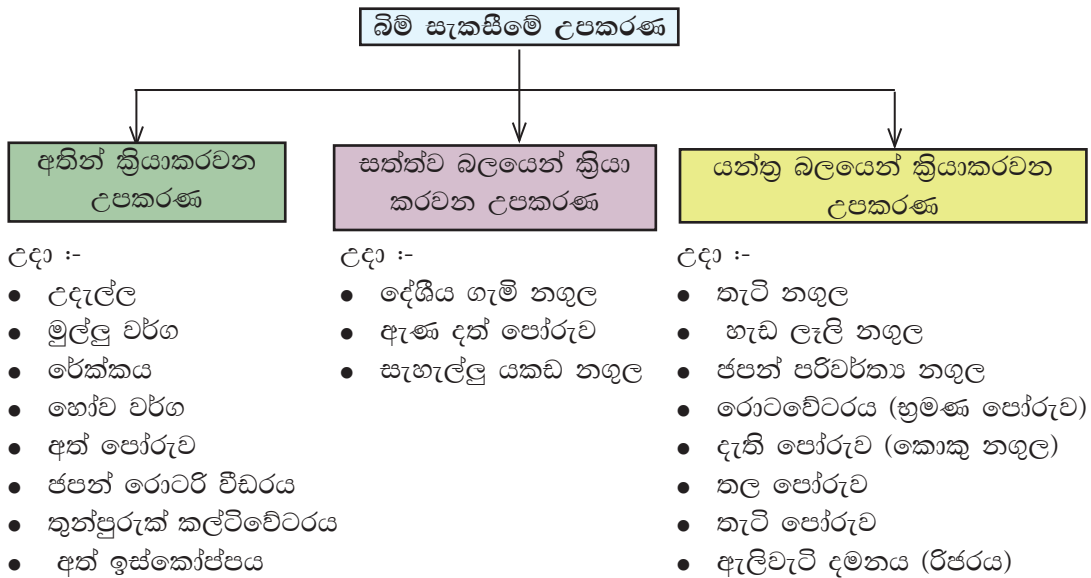 බිම් සැකසීමේ උපකරණ
අතින් ක්‍රියාකරවන
උපකරණ
උදා :-
● උදැල්ල
● මුල්ලු වර්ග
● රේක්කය
● හෝව වර්ග
● අත් පෝරුව
● ජපන් රොටරි වීඩරය
● තුන්පුරුක් කල්ටිවේටරය
● අත් ඉස්කෝප්පය
සත්ත්ව බලයෙන් ක්‍රියා
කරවන උපකරණ
උදා :-
● දේශීය ගැමි නගුල
● ඇණ දත් පෝරුව
● සැහැල්ලු යකඩ නගුල
යන්ත්‍ර බලයෙන් ක්‍රියාකරවන
උපකරණ
උදා :-
● තැටි නගුල
● හැඩ ලෑලි නගුල
● ජපන් පරිවර්ත්‍ය නගුල
● රොටවේටරය (භ්‍රමණ පෝරුව)
● දැති පෝරුව (කොකු නගුල)
● තල පෝරුව
● තැටි පෝරුව
● ඇලිවැටි දමනය (රිජරය)